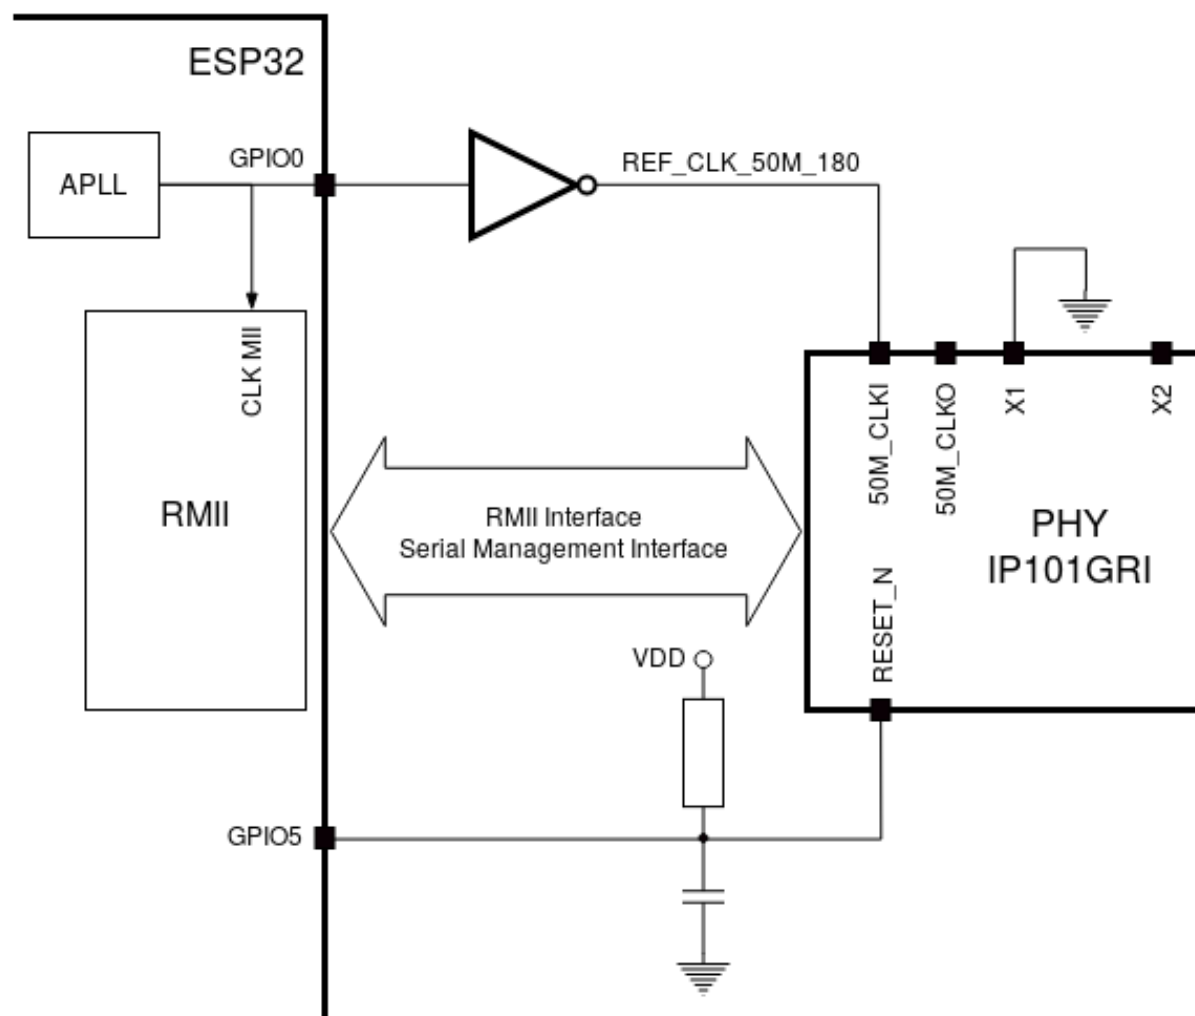 ESP32
GPIO0
REF_CLK_50M_180
APLL
CLK MII
50M_CLKI
50M_CLKO
X1
X2
RMII
RMII Interface
Serial Management Interface
PHY
IP101GRI
RESET_N
VDD
GPIO5